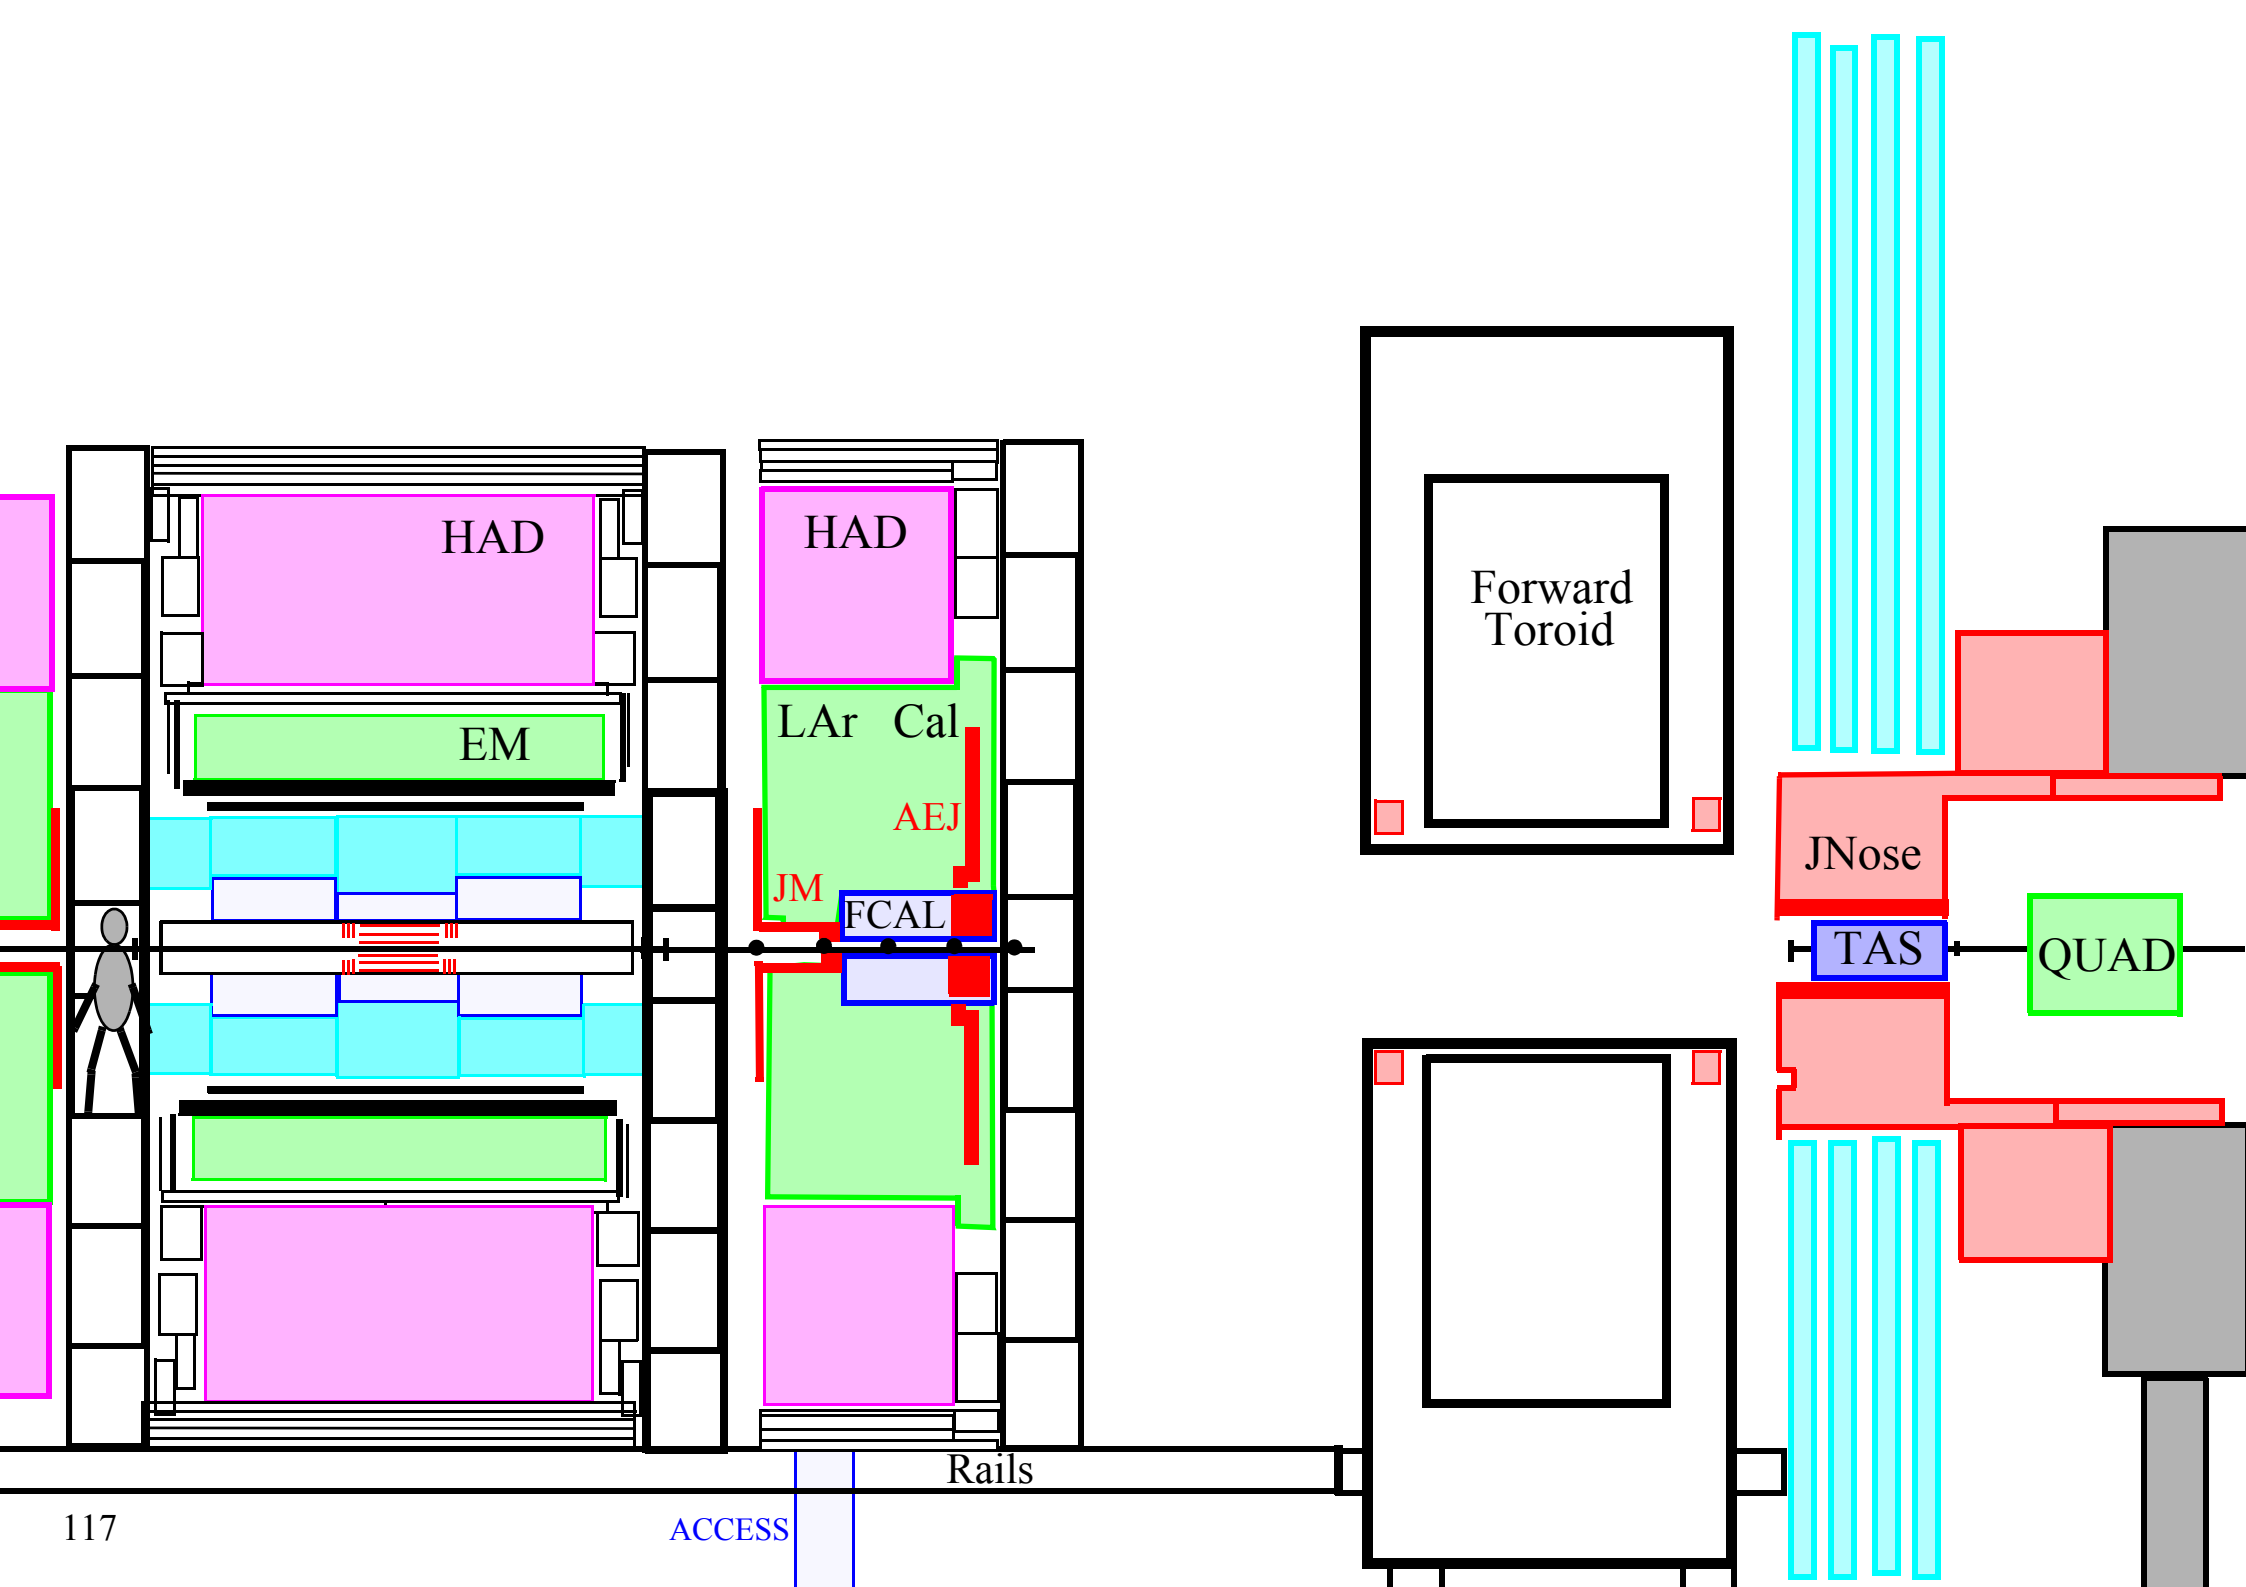 HAD
HAD
Forward
Toroid
LAr Cal
EM
AEJ
JNose
JM
FCAL
TAS
QUAD
Rails
117
ACCESS